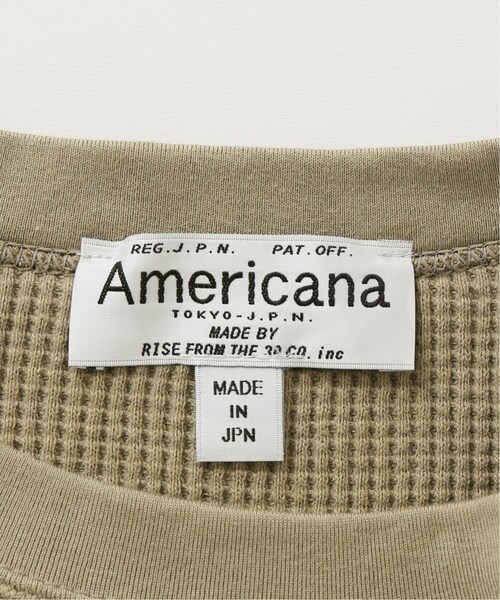 REG.J.P.N. PAT.OFF.
Americana
TOKYO-J.P.N.
MADE BY
RISE FROM THE CO. inc
MADE
IN
JPN